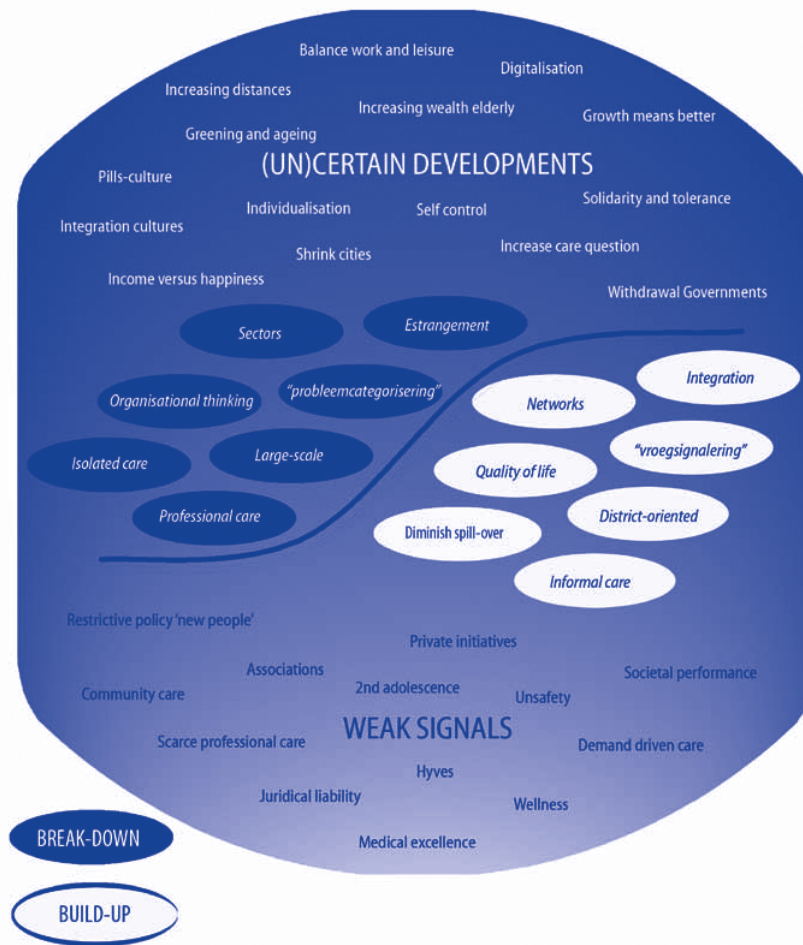 Balance work and leisure
Digitalisation
Increasing distances
Increasing wealth elderly
Growth means better
Greening and ageing
(UN)CERTAIN DEVELOPMENTS
Pills-culture
Solidarity and tolerance
Individualisation
Self control
Integration cultures
Increase care question
Shrink cities
Income versus happiness
Withdrawal Governments
Sectors
Estrangement
Integration
Organisational thinking
"probleemcategorisering"
Networks
Isolated care
Large-scale
Quality of life
"vroegsignalering"
Professional care
Diminish spill-over
District-oriented
Informal care
Restrictive policy 'new people'
Private initiatives
Associations
Societal performance
Community care
2nd adolescence
Unsafety
WEAK SIGNALS
Scarce professional care
Demand driven care
Hyves
Juridical liability
Wellness
Medical excellence
BREAK-DOWN
BUILD-UP